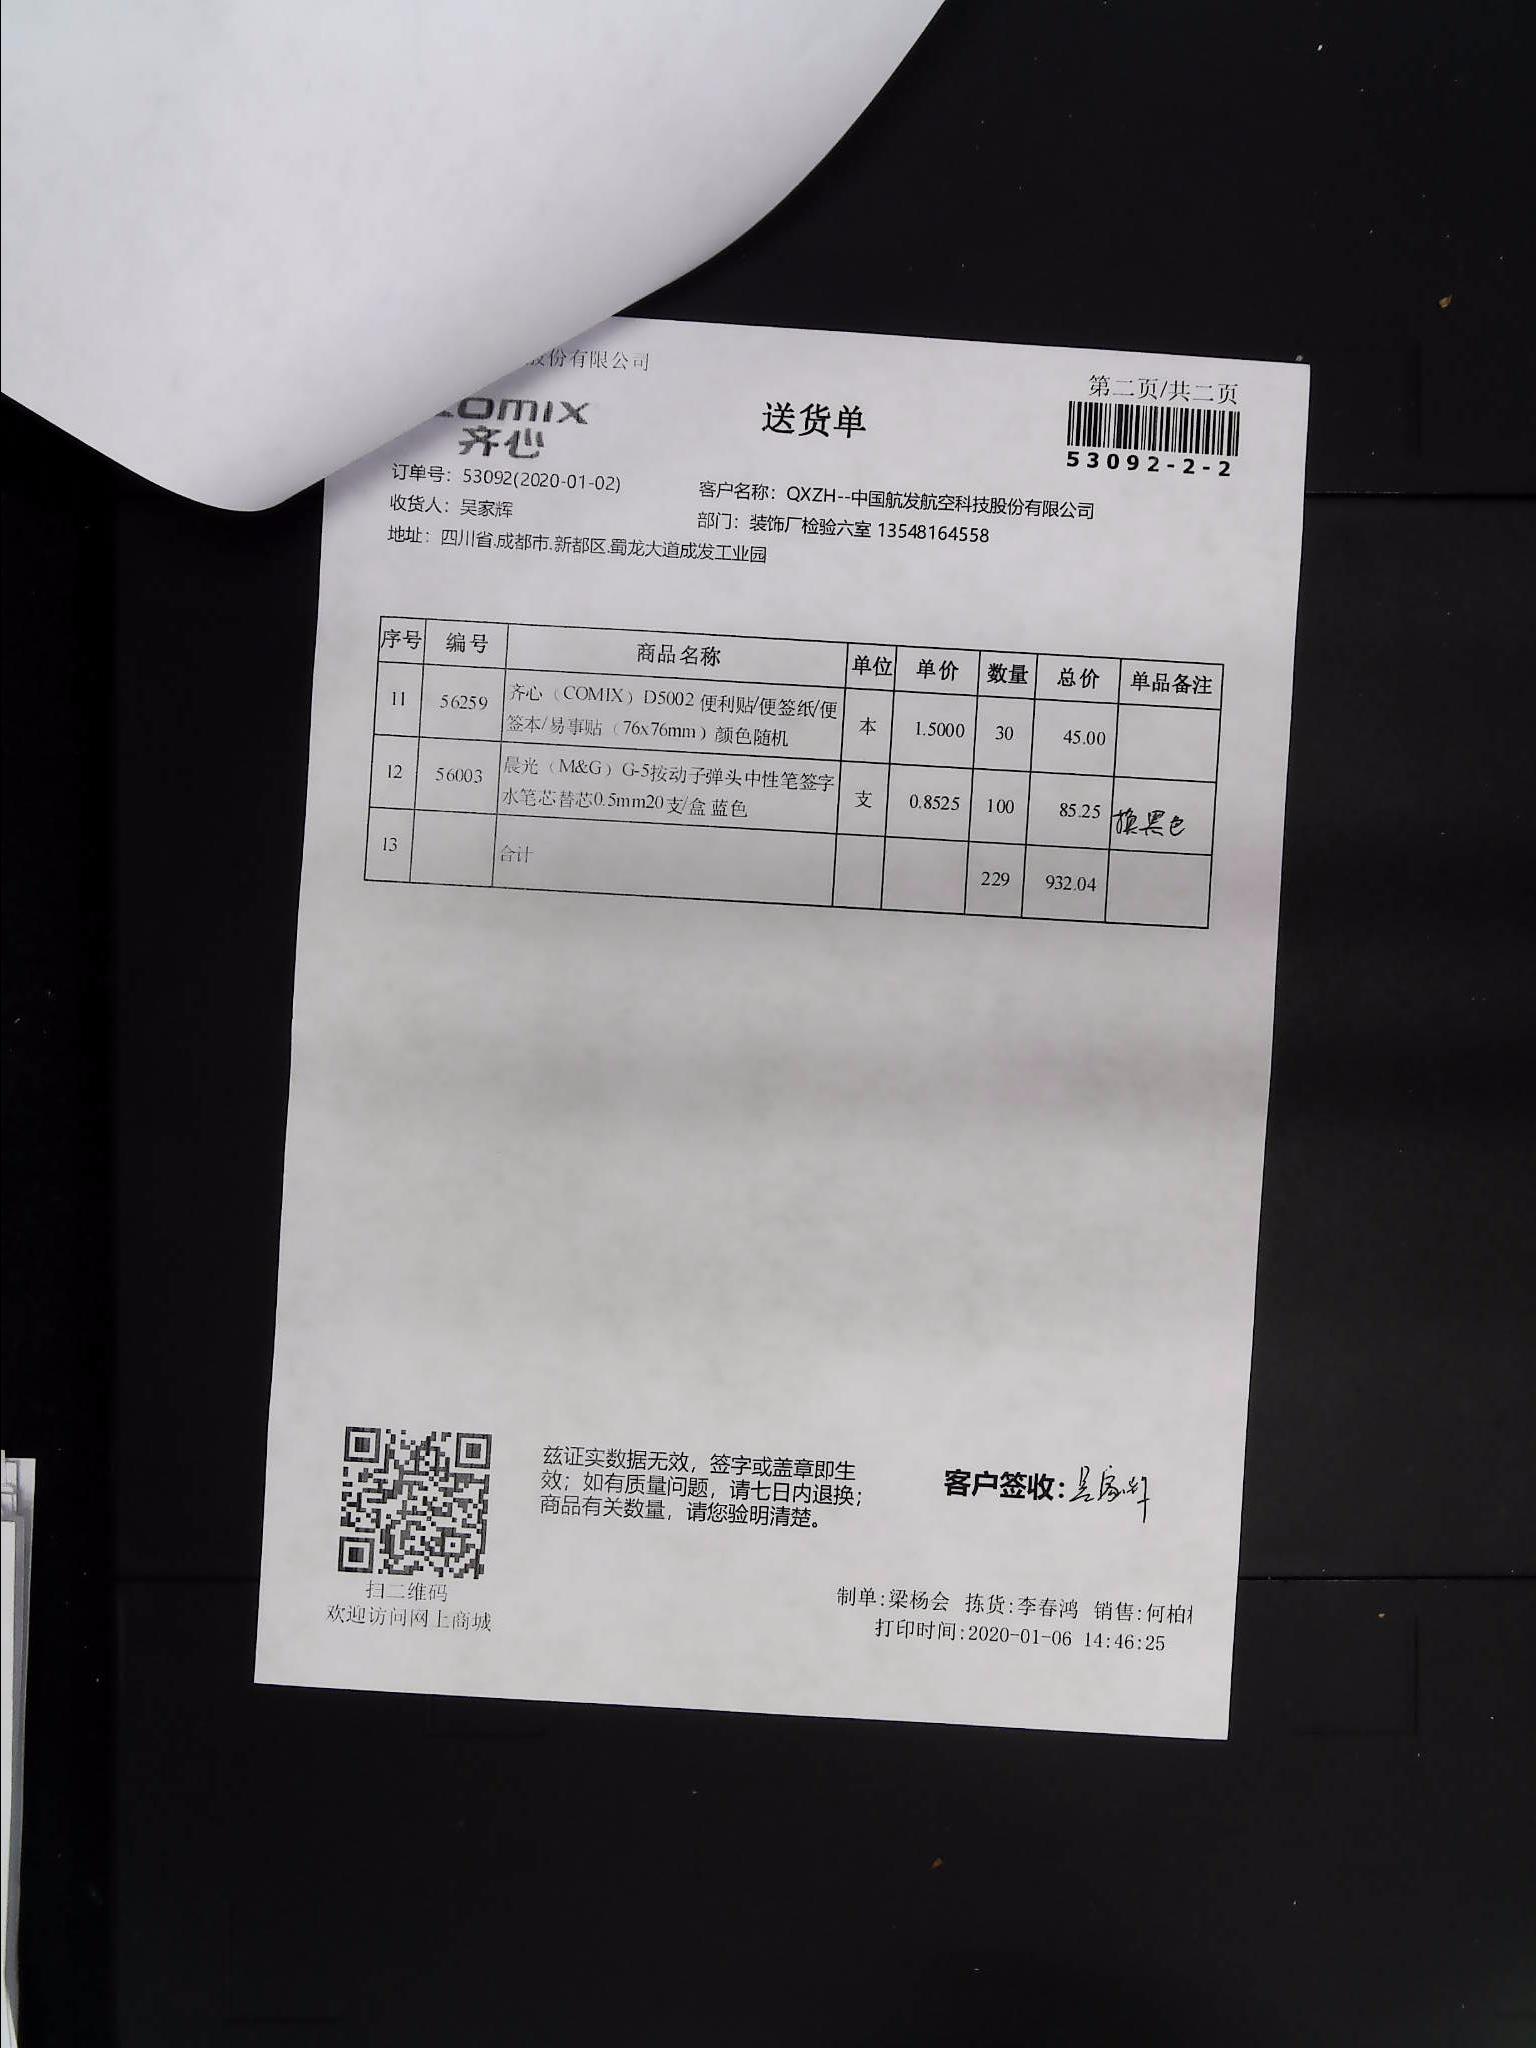 股份有限公司
第二页/共二页
COMIX
齐心
送货单
53092-2-2
订单号：53092(2020-01-02)
客户名称：QXZH--中国航发航空科技股份有限公司
收货人：吴家辉
部门：装饰厂检验六室 13548164558
地址：四川省.成都市.新都区.蜀龙大道成发工业园
序号 编号 商品名称 单位 单价 数量 总价 单品备注
11 56259 齐心（COMIX）D5002 便利贴/便签纸/便
签本/易事贴（76x76mm）颜色随机 本 1.5000 30 45.00
12 56003 晨光（M&G）G-5按动子弹头中性笔签字
水笔芯替芯0.5mm20支/盒 蓝色 支 0.8525 100 85.25 换黑色
13 合计 229 932.04
兹证实数据无效，签字或盖章即生
效；如有质量问题，请七日内退换；
商品有关数量，请您验明清楚。
客户签收：吴家辉
扫二维码
欢迎访问网上商城
制单:梁杨会 拣货:李春鸿 销售:何柏
打印时间:2020-01-06 14:46:25